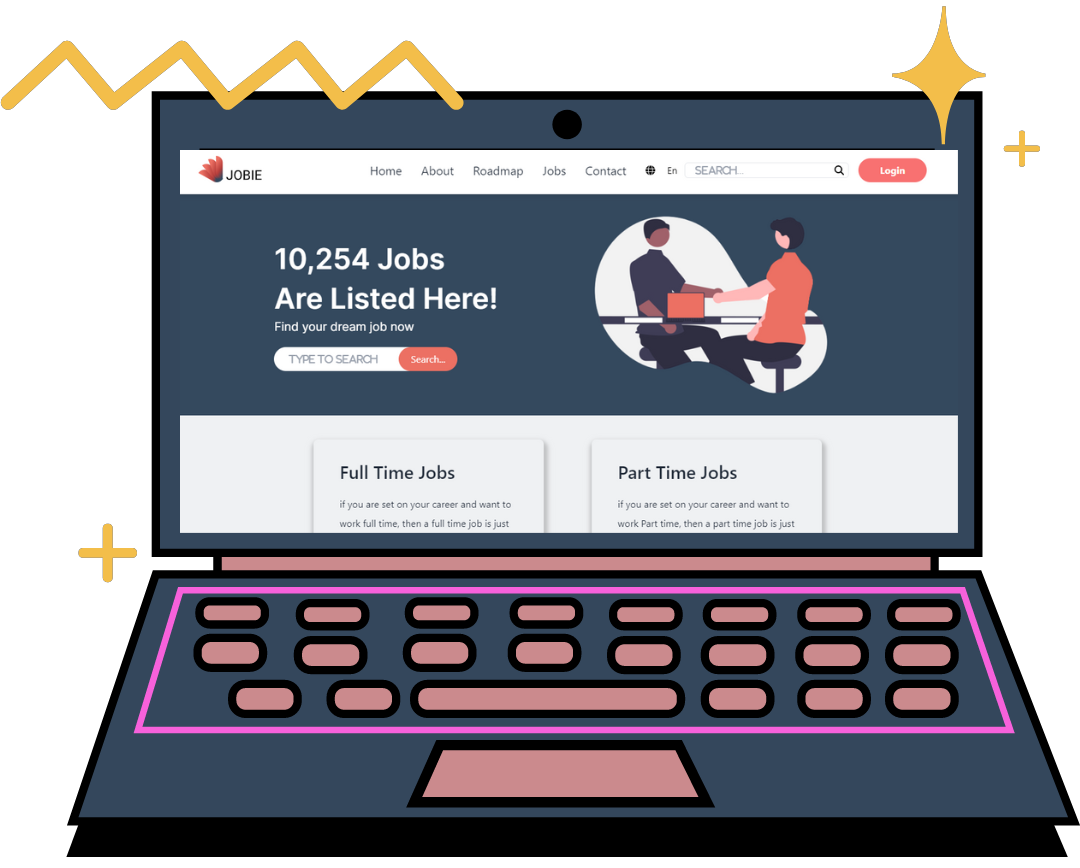 JOBIE
Home About Roadmap Jobs Contact En SEARCH... Login
10,254 Jobs
Are Listed Here!
Find your dream job now
TYPE TO SEARCH Search...
Full Time Jobs
if you are set on your career and want to
work full time, then a full time job is just
Part Time Jobs
if you are set on your career and want to
work Part time, then a part time job is just